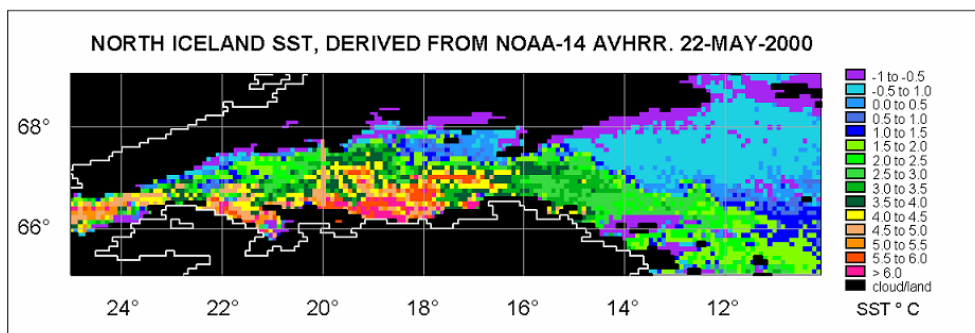 NORTH ICELAND SST, DERIVED FROM NOAA-14 AVHRR. 22-MAY-2000
-1 to -0.5
-0.5 to 1.0
0.0 to 0.5
0.5 to 1.0
1.0 to 1.5
1.5 to 2.0
2.0 to 2.5
2.5 to 3.0
3.0 to 3.5
3.5 to 4.0
4.0 to 4.5
4.5 to 5.0
5.0 to 5.5
5.5 to 6.0
> 6.0
cloud/land
68°
66°
24° 22° 20° 18° 16° 14° 12° SST ° C